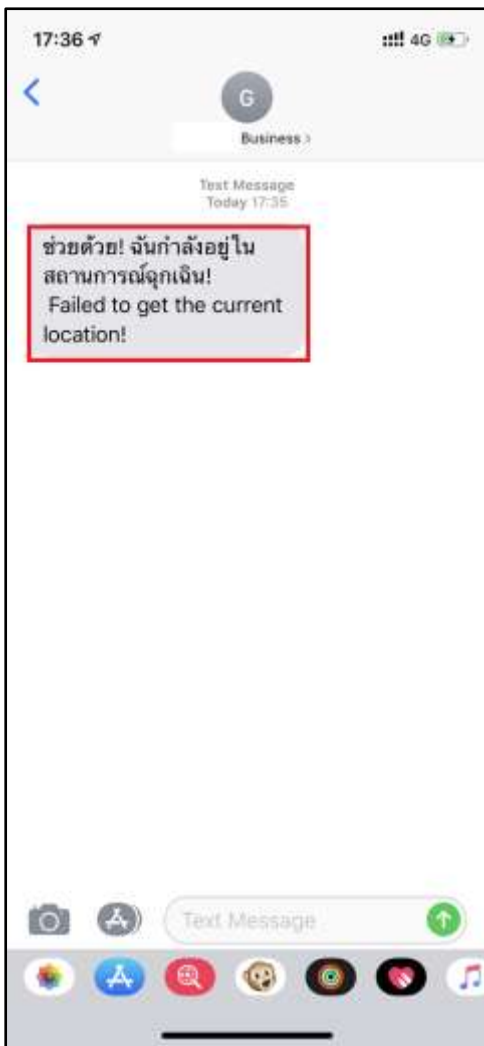 17:36
4G
G
Business >
Text Message
Today 17:35
ช่วยด้วย! ฉันกำลังอยู่ใน
สถานการณ์ฉุกเฉิน!
Failed to get the current
location!
Text Message